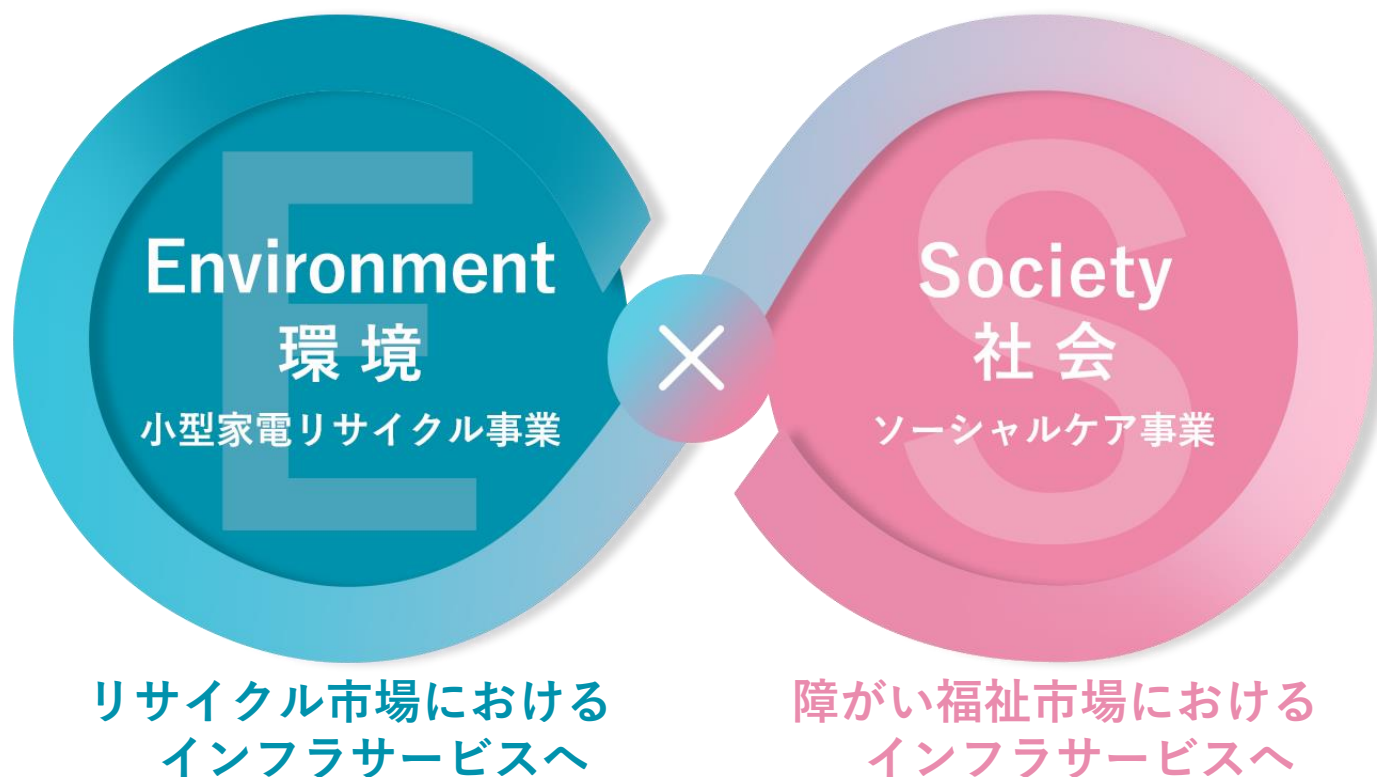 E
Environment
環境
小型家電リサイクル事業
×
S
Society
社会
ソーシャルケア事業
リサイクル市場における
インフラサービスへ
障がい福祉市場における
インフラサービスへ